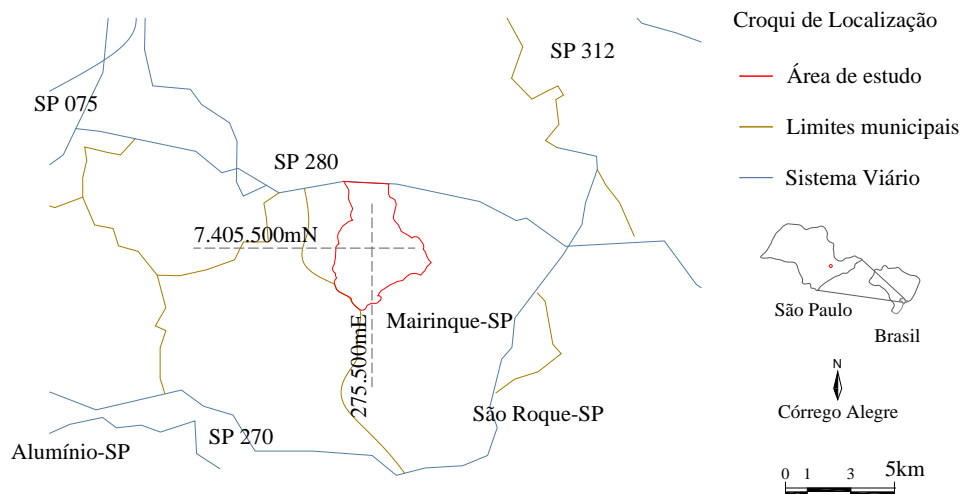 Croqui de Localização
SP 312
Área de estudo
SP 075
Limites municipais
SP 280
Sistema Viário
7.405.500mN
São Paulo
Mairinque-SP
Brasil
275.500mE
N
Córrego Alegre
São Roque-SP
SP 270
Alumínio-SP
0 1 3 5km